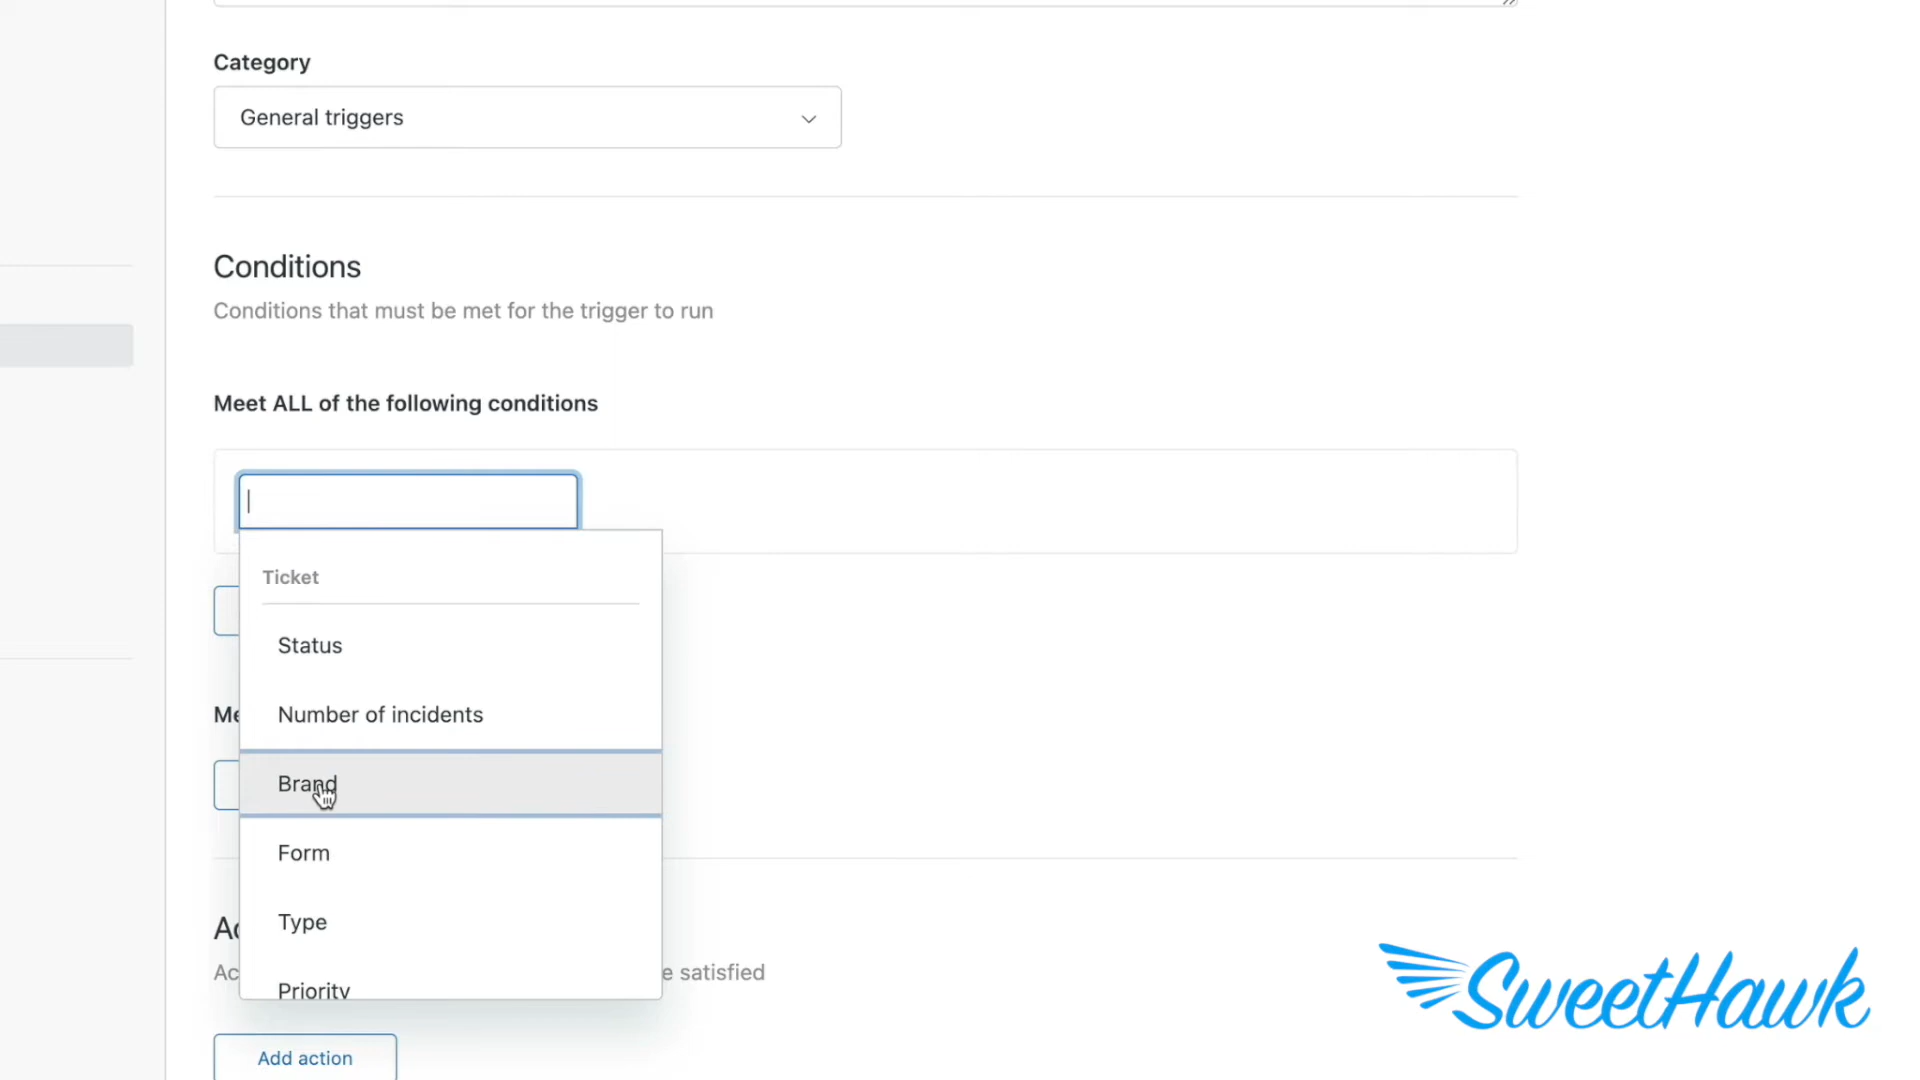 Category
General triggers
Conditions
Conditions that must be met for the trigger to run
Meet ALL of the following conditions
Ticket
Status
Number of incidents
Brand
Form
Type
Priority
e satisfied
Add action
SweetHawk